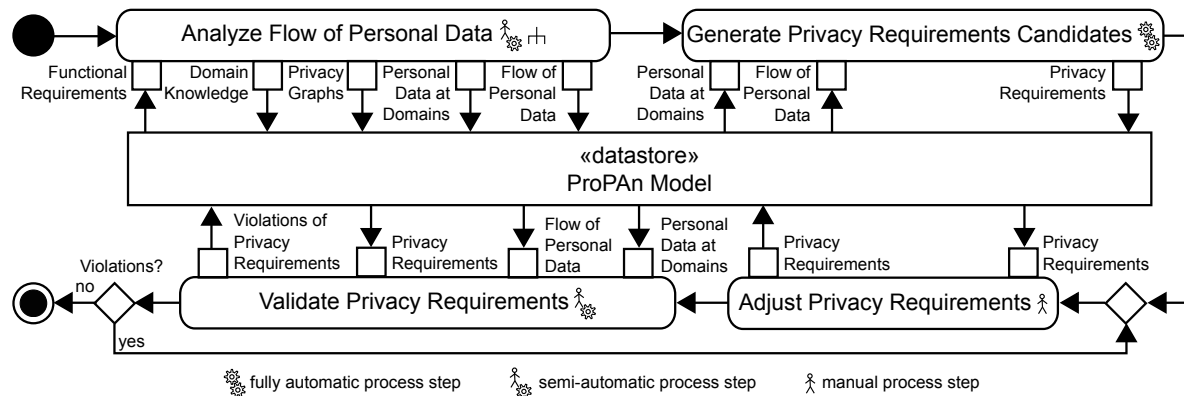 Analyze Flow of Personal Data
Generate Privacy Requirements Candidates
Functional
Requirements
Domain
Knowledge
Privacy
Graphs
Personal
Data at
Domains
Flow of
Personal
Data
Personal
Data at
Domains
Flow of
Personal
Data
Privacy
Requirements
«datastore»
ProPAn Model
Violations of
Privacy
Requirements
Privacy
Requirements
Flow of
Personal
Data
Personal
Data at
Domains
Privacy
Requirements
Privacy
Requirements
Violations?
no
yes
Validate Privacy Requirements
Adjust Privacy Requirements
fully automatic process step
semi-automatic process step
manual process step